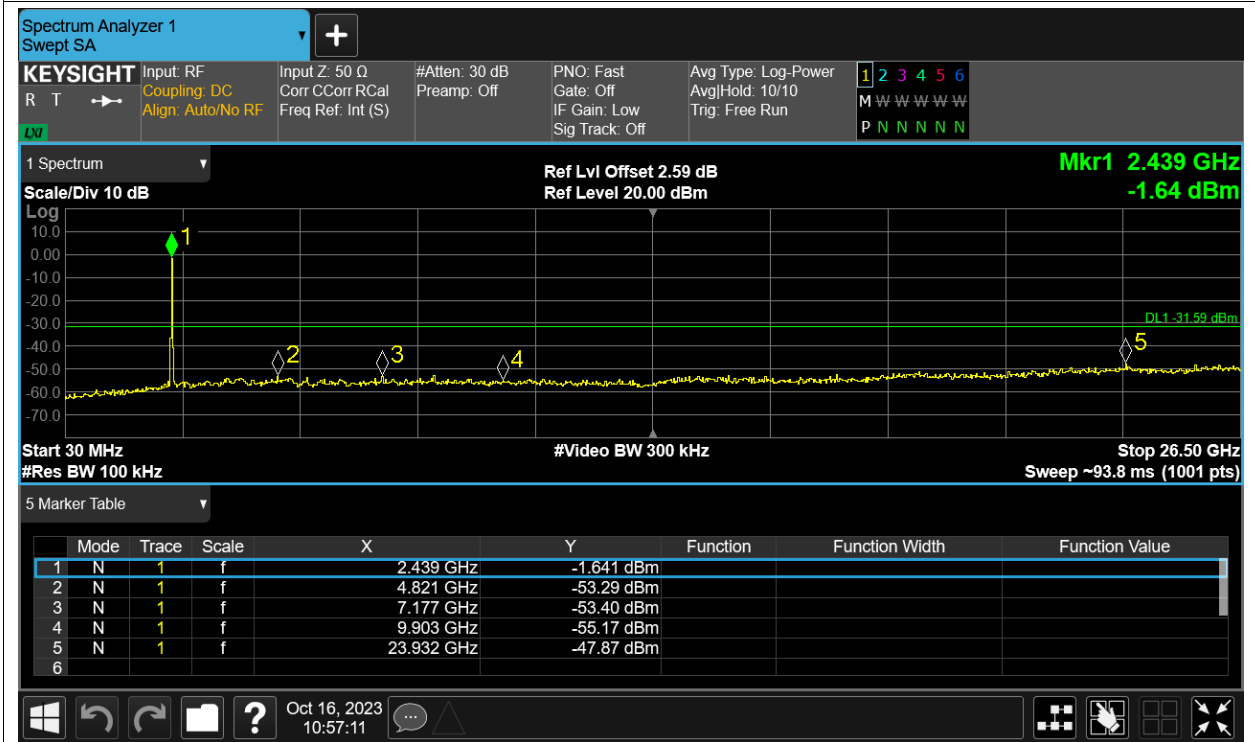 Spectrum Analyzer 1
Swept SA
KEYSIGHT
R T
LXI
Input: RF
Coupling: DC
Align: Auto/No RF
Input Z: 50 Ω
Corr CCorr RCal
Freq Ref: Int (S)
#Atten: 30 dB
Preamp: Off
PNO: Fast
Gate: Off
IF Gain: Low
Sig Track: Off
Avg Type: Log-Power
Avg|Hold: 10/10
Trig: Free Run
1 2 3 4 5 6
M W W W W W
P N N N N N
1 Spectrum
Scale/Div 10 dB
Ref Lvl Offset 2.59 dB
Ref Level 20.00 dBm
Mkr1 2.439 GHz
-1.64 dBm
Log
10.0
0.00
-10.0
-20.0
-30.0
-40.0
-50.0
-60.0
-70.0
1
2
3
4
5
DL1 -31.59 dBm
Start 30 MHz
#Video BW 300 kHz
Stop 26.50 GHz
#Res BW 100 kHz
Sweep ~93.8 ms (1001 pts)
5 Marker Table
Mode Trace Scale X Y Function Function Width Function Value
1 N 1 f 2.439 GHz -1.641 dBm
2 N 1 f 4.821 GHz -53.29 dBm
3 N 1 f 7.177 GHz -53.40 dBm
4 N 1 f 9.903 GHz -55.17 dBm
5 N 1 f 23.932 GHz -47.87 dBm
6
?
Oct 16, 2023
10:57:11